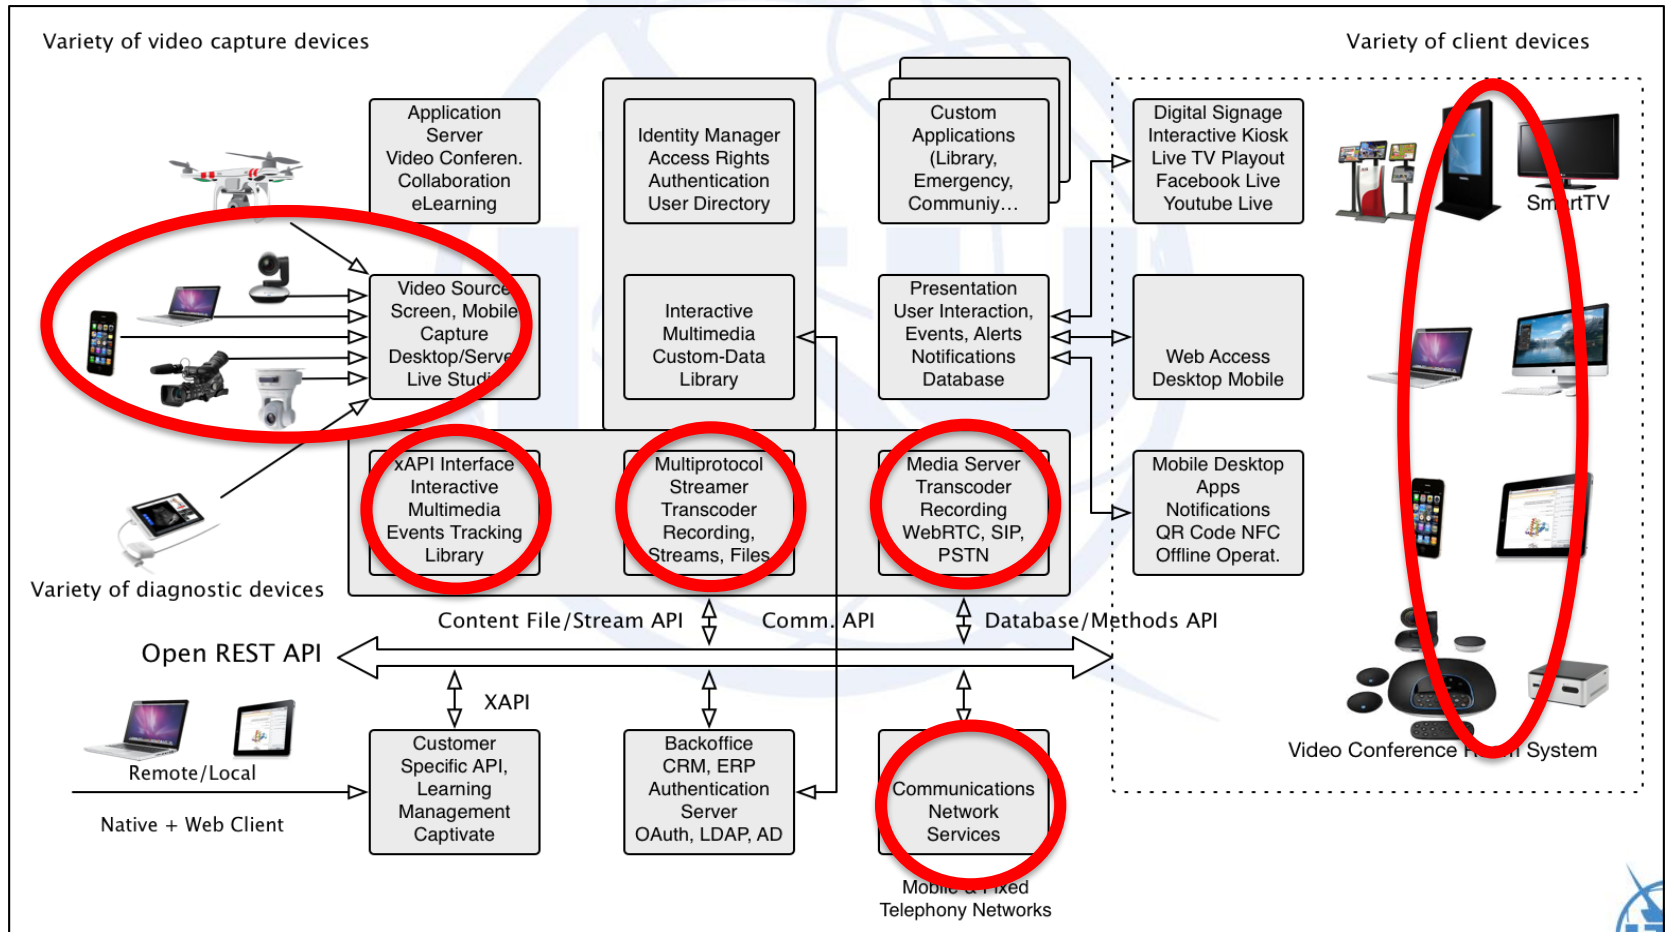 Variety of video capture devices
Variety of client devices
Application
Server
Video Conferen.
Collaboration
eLearning
Identity Manager
Access Rights
Authentication
User Directory
Custom
Applications
(Library,
Emergency,
Communiy…
Digital Signage
Interactive Kiosk
Live TV Playout
Facebook Live
Youtube Live
SmartTV
Video Source
Screen, Mobile
Capture
Desktop/Server
Live Studio
Interactive
Multimedia
Custom-Data
Library
Presentation
User Interaction,
Events, Alerts
Notifications
Database
Web Access
Desktop Mobile
xAPI Interface
Interactive
Multimedia
Events Tracking
Library
Multiprotocol
Streamer
Transcoder
Recording,
Streams, Files
Media Server
Transcoder
Recording
WebRTC, SIP,
PSTN
Mobile Desktop
Apps
Notifications
QR Code NFC
Offline Operat.
Variety of diagnostic devices
Content File/Stream API
Comm. API
Database/Methods API
Open REST API
XAPI
Remote/Local
Native + Web Client
Customer
Specific API,
Learning
Management
Captivate
Backoffice
CRM, ERP
Authentication
Server
OAuth, LDAP, AD
Communications
Network
Services
Mobile & Fixed
Telephony Networks
Video Conference Room System
ITU